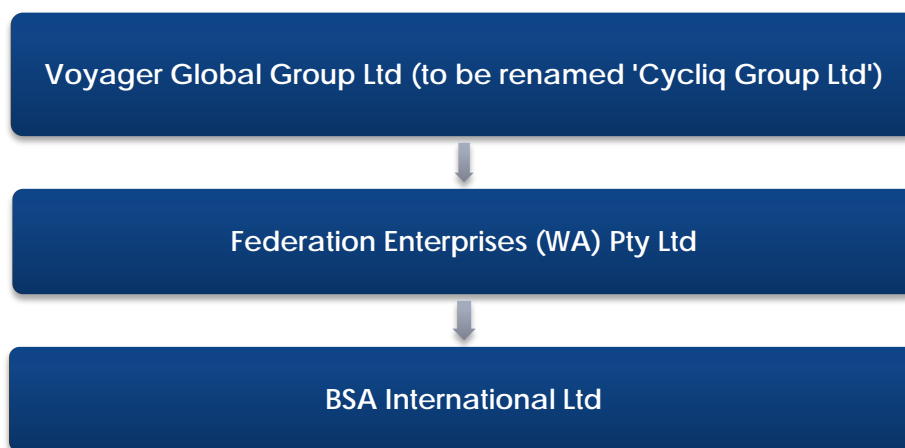 Voyager Global Group Ltd (to be renamed 'Cycliq Group Ltd')
Federation Enterprises (WA) Pty Ltd
BSA International Ltd